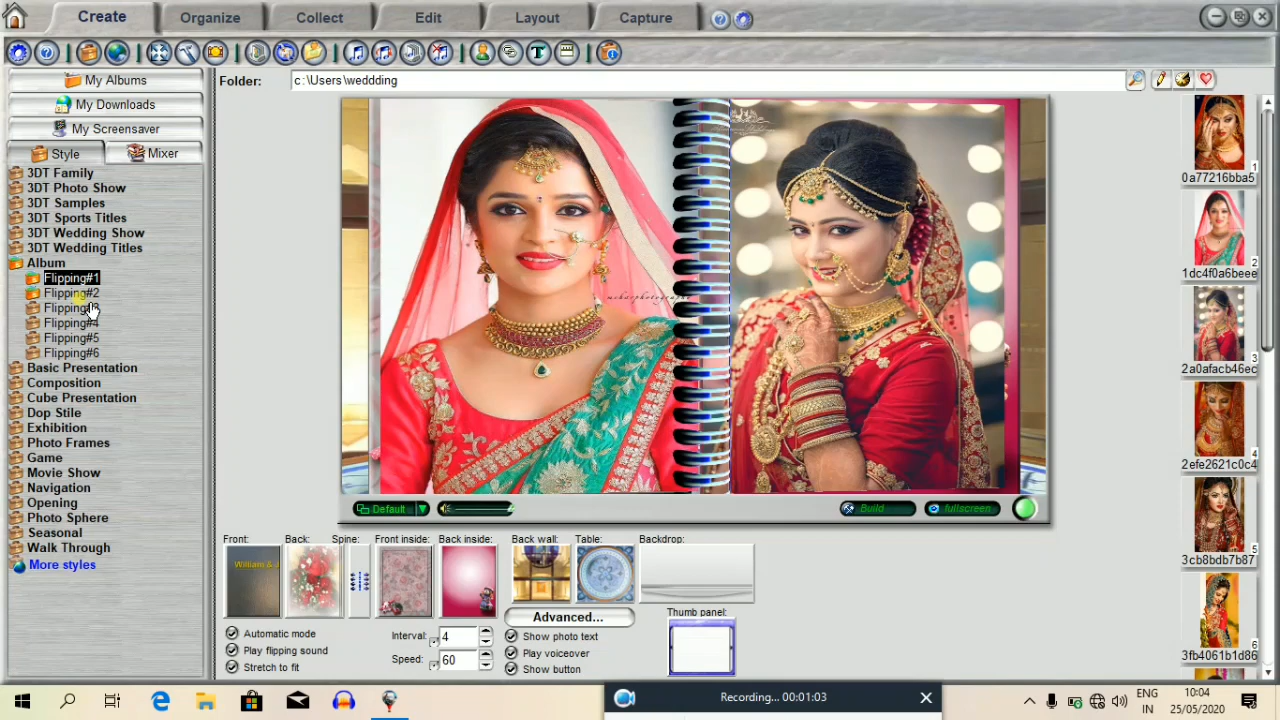 Create
Organize
Collect
Edit
Layout
Capture
My Albums
My Downloads
My Screensaver
Style
Mixer
3DT Family
3DT Photo Show
3DT Samples
3DT Sports Titles
3DT Wedding Show
3DT Wedding Titles
Album
Flipping#1
Flipping#2
Flipping#
Flipping#4
Flipping#5
Flipping#6
Basic Presentation
Composition
Cube Presentation
Dop Stile
Exhibition
Photo Frames
Game
Movie Show
Navigation
Opening
Photo Sphere
Seasonal
Walk Through
More styles
Folder:
c:\Users\weddding
Default
Build
fullscreen
Front:
Back:
Spine:
Front inside:
Back inside:
Back wall:
Table:
Backdrop:
William &
Advanced...
Thumb panel:
Automatic mode
Play flipping sound
Stretch to fit
Interval:
4
Speed:
60
Show photo text
Play voiceover
Show button
1
0a77216bba5
2
1dc4f0a6beee
3
2a0afacb46ec
4
2efe2621c0c4
5
3cb8bdb7b87
6
3fb4061b1d86
Recording... 00:01:03
ENG
IN
10:04
25/05/2020